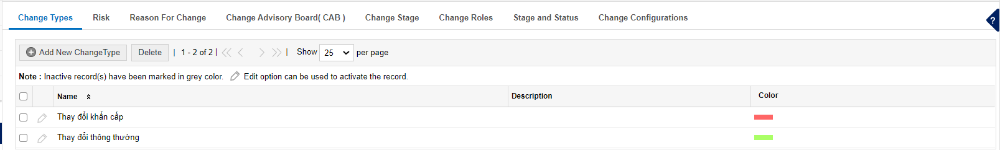 Change Types Risk Reason For Change Change Advisory Board( CAB ) Change Stage Change Roles Stage and Status Change Configurations
?
Add New ChangeType Delete | 1 - 2 of 2 | | Show 25 per page
Note : Inactive record(s) have been marked in grey color. Edit option can be used to activate the record.
Name Description Color
Thay đổi khẩn cấp
Thay đổi thông thường